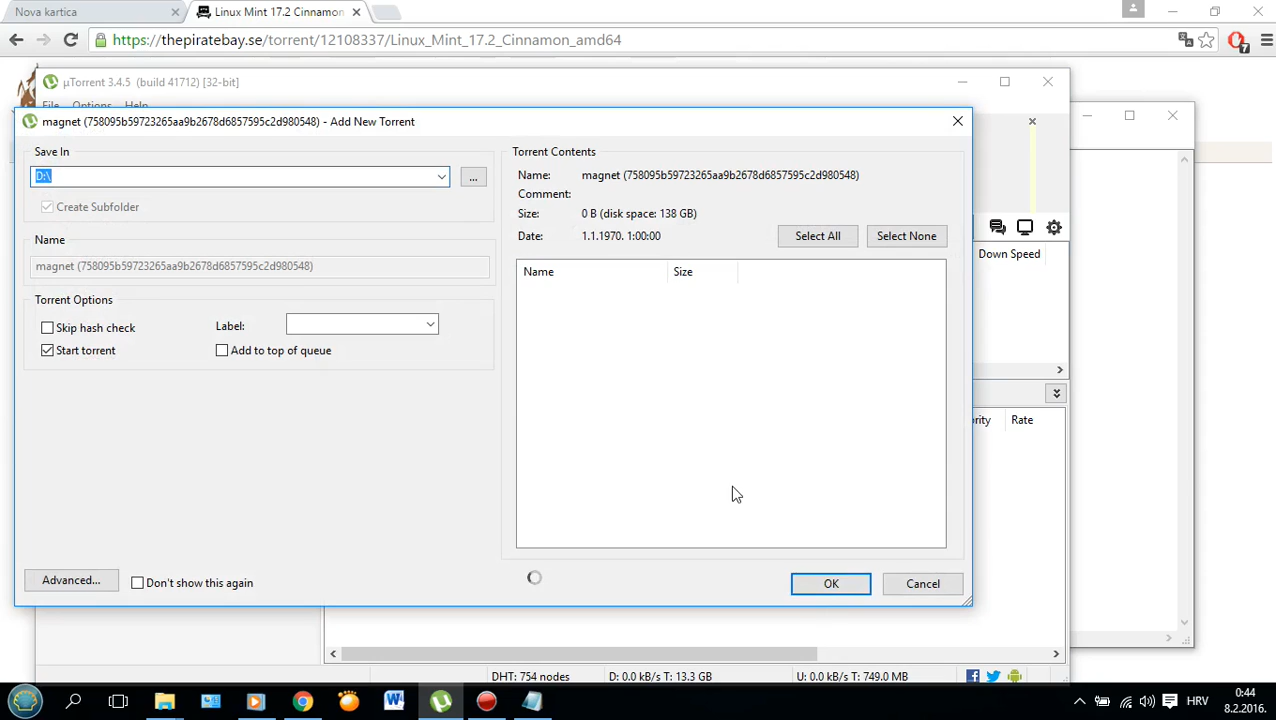 Nova kartica
Linux Mint 17.2 Cinnamon
https://thepiratebay.se/torrent/12108337/Linux_Mint_17.2_Cinnamon_amd64
7
µTorrent 3.4.5 (build 41712) [32-bit]
File Options Help
magnet (758095b59723265aa9b2678d6857595c2d980548) - Add New Torrent
Save In
D:\
...
Create Subfolder
Name
magnet (758095b59723265aa9b2678d6857595c2d980548)
Torrent Options
Skip hash check
Label:
Start torrent
Add to top of queue
Torrent Contents
Name: magnet (758095b59723265aa9b2678d6857595c2d980548)
Comment:
Size: 0 B (disk space: 138 GB)
Date: 1.1.1970. 1:00:00
Select All
Select None
Name Size
Down Speed
Rate
Advanced...
Don't show this again
OK
Cancel
DHT: 754 nodes
D: 0.0 kB/s T: 13.3 GB
U: 0.0 kB/s T: 749.0 MB
HRV
0:44
8.2.2016.